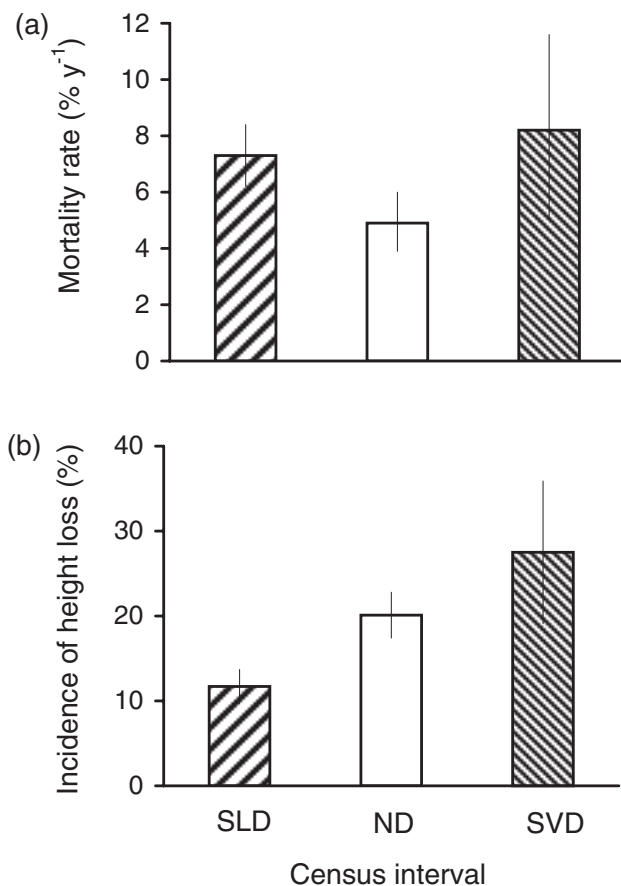 (a)
Mortality rate (% y⁻¹)
12
10
8
6
4
2
0
(b)
Incidence of height loss (%)
40
30
20
10
0
SLD ND SVD
Census interval